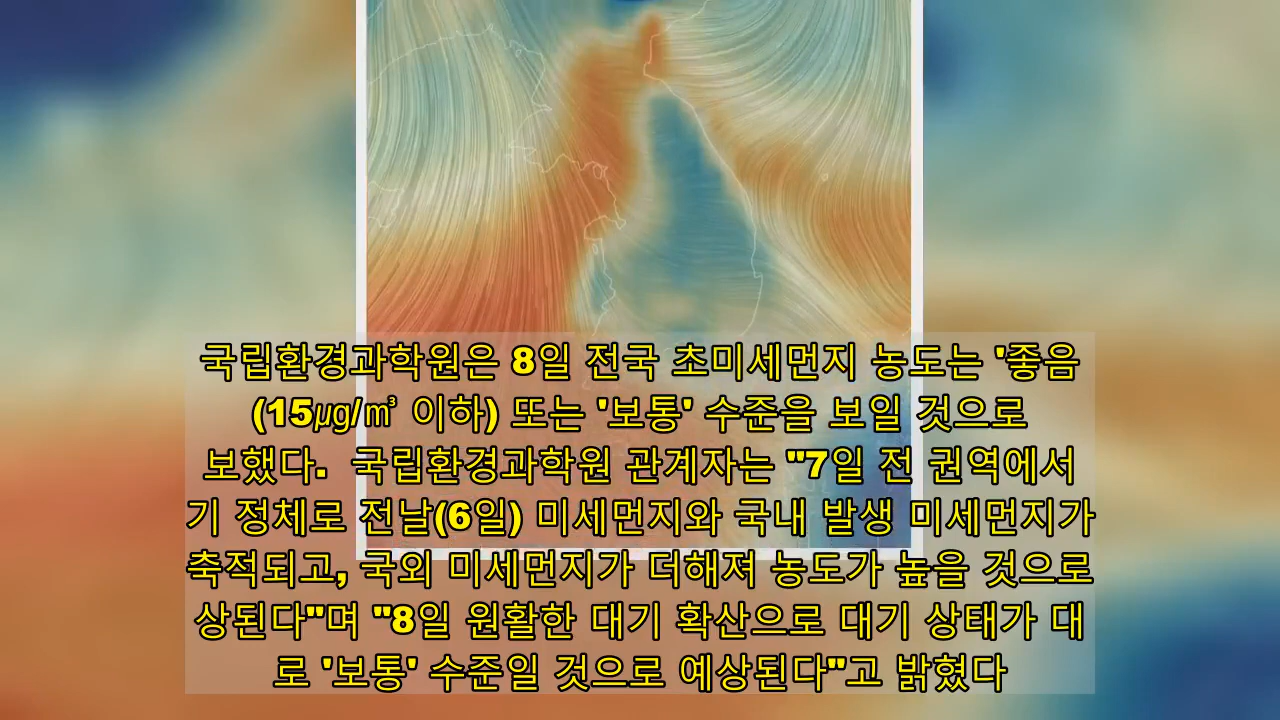 국립환경과학원은 8일 전국 초미세먼지 농도는 '좋음
(15㎍/㎥ 이하) 또는 '보통' 수준을 보일 것으로
보했다.  국립환경과학원 관계자는 "7일 전 권역에서
기 정체로 전날(6일) 미세먼지와 국내 발생 미세먼지가
축적되고, 국외 미세먼지가 더해져 농도가 높을 것으로
상된다"며 "8일 원활한 대기 확산으로 대기 상태가 대
로 '보통' 수준일 것으로 예상된다"고 밝혔다